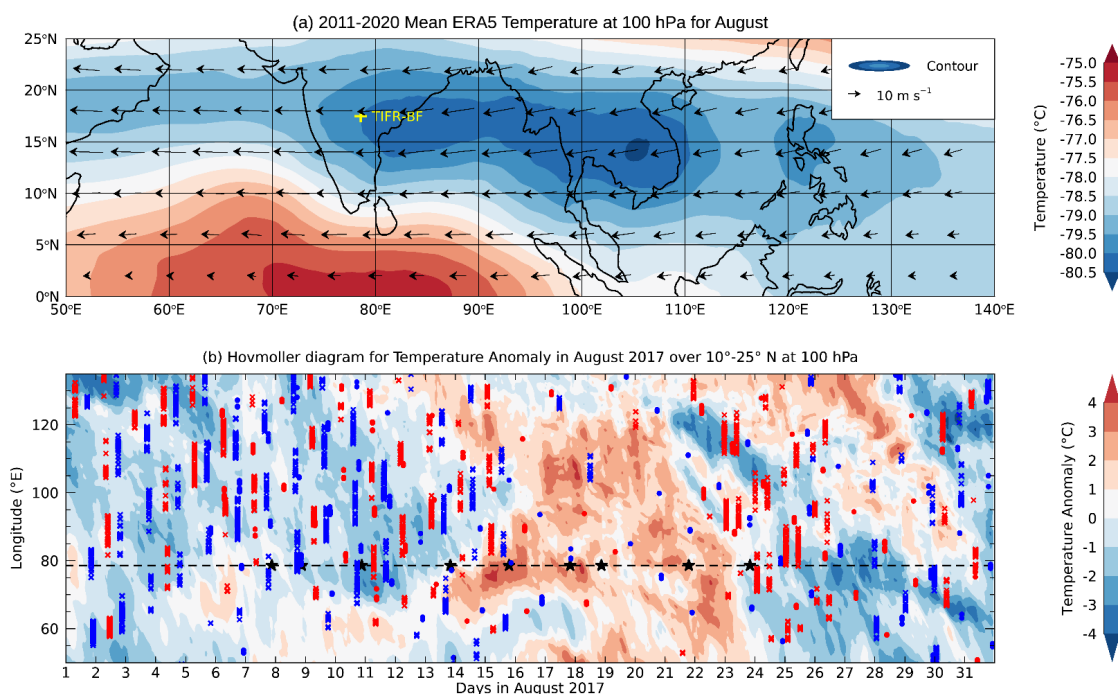 (a) 2011-2020 Mean ERA5 Temperature at 100 hPa for August
25°N
20°N
15°N
10°N
5°N
0°N
50°E 60°E 70°E 80°E 90°E 100°E 110°E 120°E 130°E 140°E
TIFR-BF
Contour
10 m s⁻¹
-75.0
-75.5
-76.0
-76.5
-77.0
-77.5
-78.0
-78.5
-79.0
-79.5
-80.0
-80.5
Temperature (°C)
(b) Hovmoller diagram for Temperature Anomaly in August 2017 over 10°-25° N at 100 hPa
Longitude (°E)
120
100
80
60
1 2 3 4 5 6 7 8 9 10 11 12 13 14 15 16 17 18 19 20 21 22 23 24 25 26 27 28 29 30 31
Days in August 2017
4
3
2
1
0
-1
-2
-3
-4
Temperature Anomaly (°C)